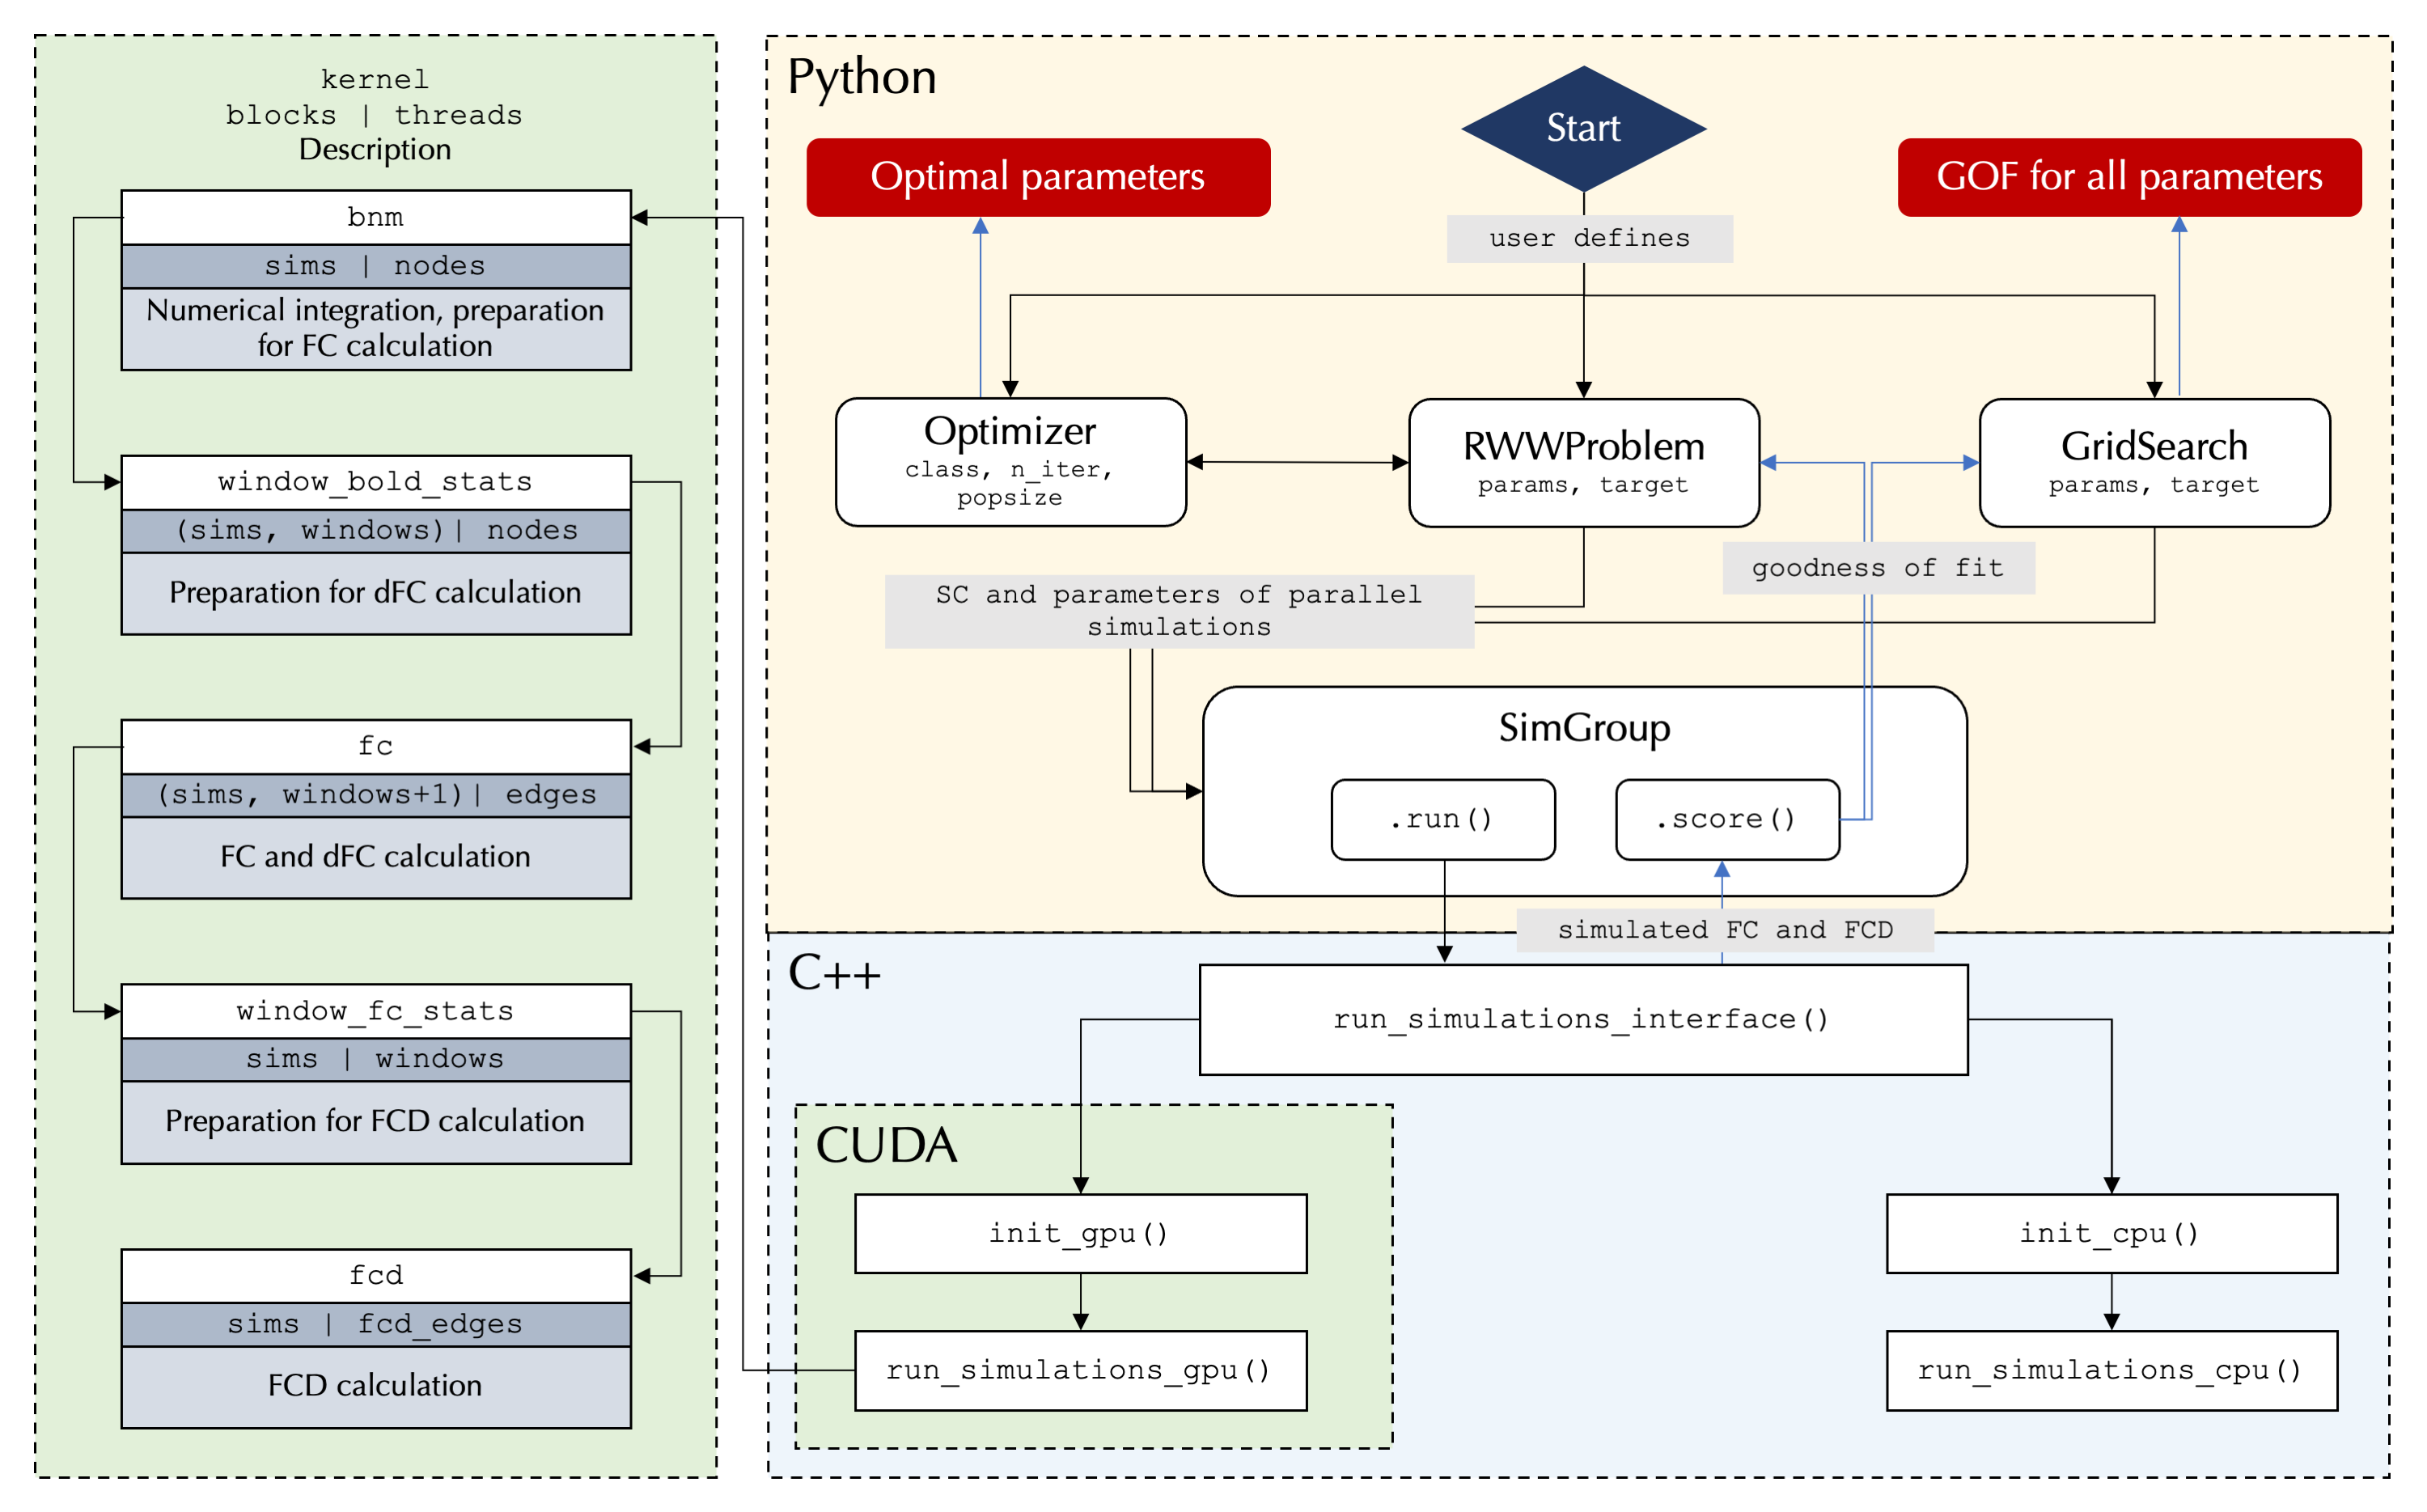 kernel
blocks | threads
Description
bnm
sims | nodes
Numerical integration, preparation
for FC calculation
window_bold_stats
(sims, windows)| nodes
Preparation for dFC calculation
fc
(sims, windows+1)| edges
FC and dFC calculation
window_fc_stats
sims | windows
Preparation for FCD calculation
fcd
sims | fcd_edges
FCD calculation
Python
Start
Optimal parameters
GOF for all parameters
user defines
Optimizer
class, n_iter,
popsize
RWWProblem
params, target
GridSearch
params, target
goodness of fit
SC and parameters of parallel
simulations
SimGroup
.run()
.score()
simulated FC and FCD
C++
run_simulations_interface()
CUDA
init_gpu()
run_simulations_gpu()
init_cpu()
run_simulations_cpu()